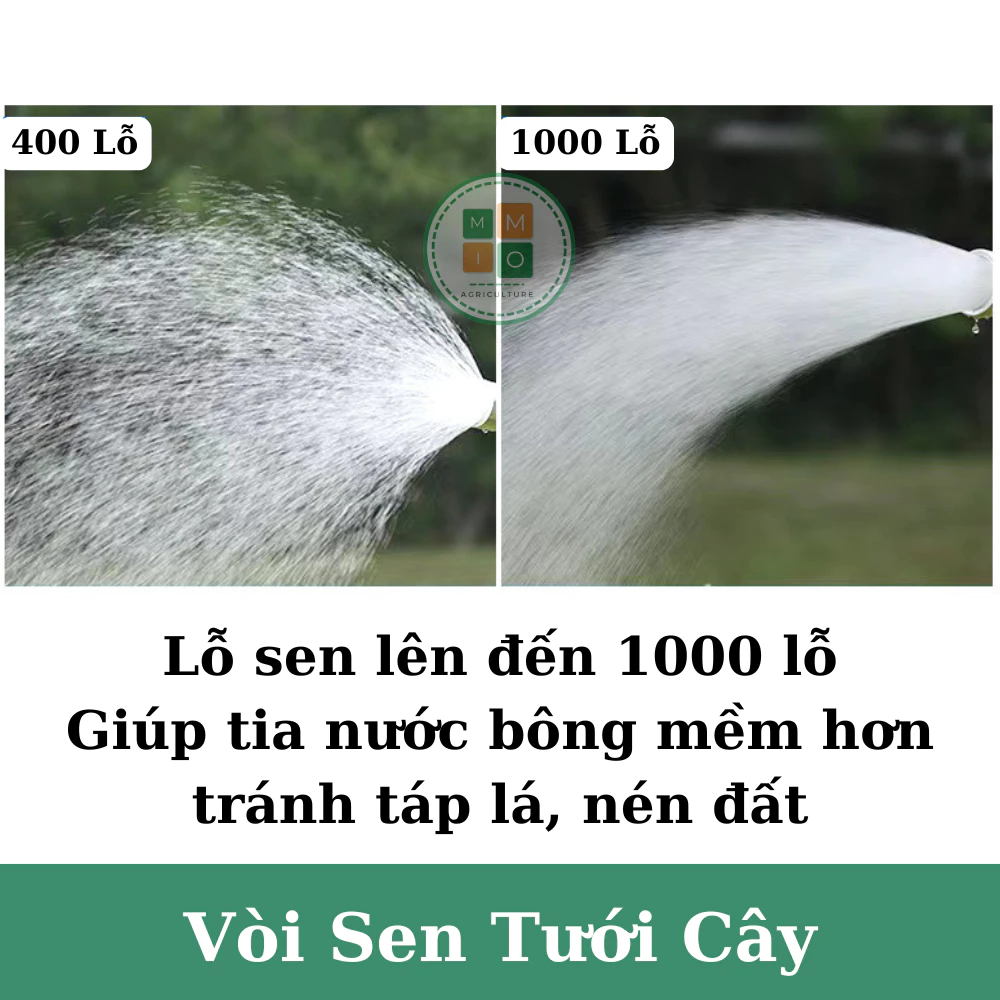 400 Lỗ
1000 Lỗ
M M
I O
AGRICULTURE
Lỗ sen lên đến 1000 lỗ
Giúp tia nước bông mềm hơn
tránh táp lá, nén đất
Vòi Sen Tưới Cây